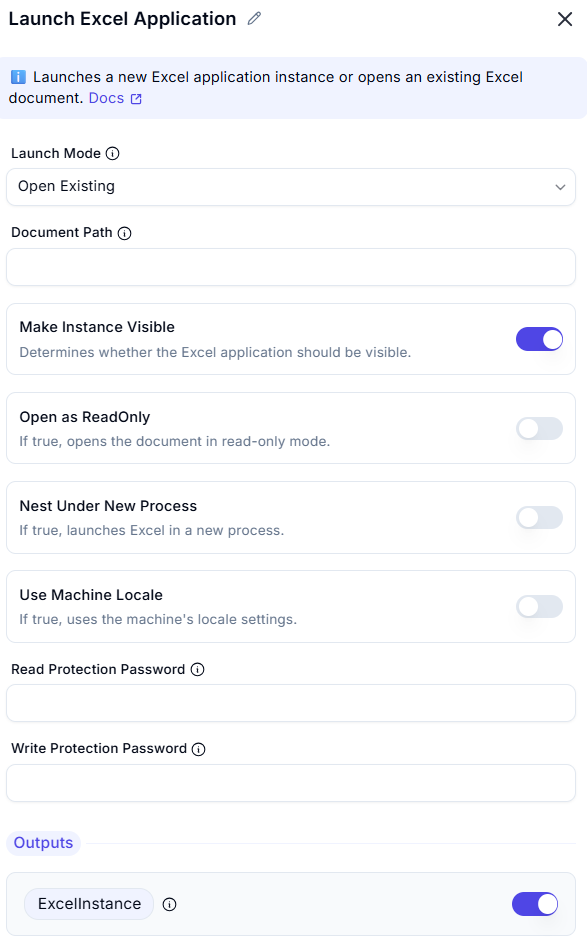 Launch Excel Application
Launches a new Excel application instance or opens an existing Excel
document. Docs
Launch Mode
Open Existing
Document Path
Make Instance Visible
Determines whether the Excel application should be visible.
Open as ReadOnly
If true, opens the document in read-only mode.
Nest Under New Process
If true, launches Excel in a new process.
Use Machine Locale
If true, uses the machine's locale settings.
Read Protection Password
Write Protection Password
Outputs
ExcelInstance